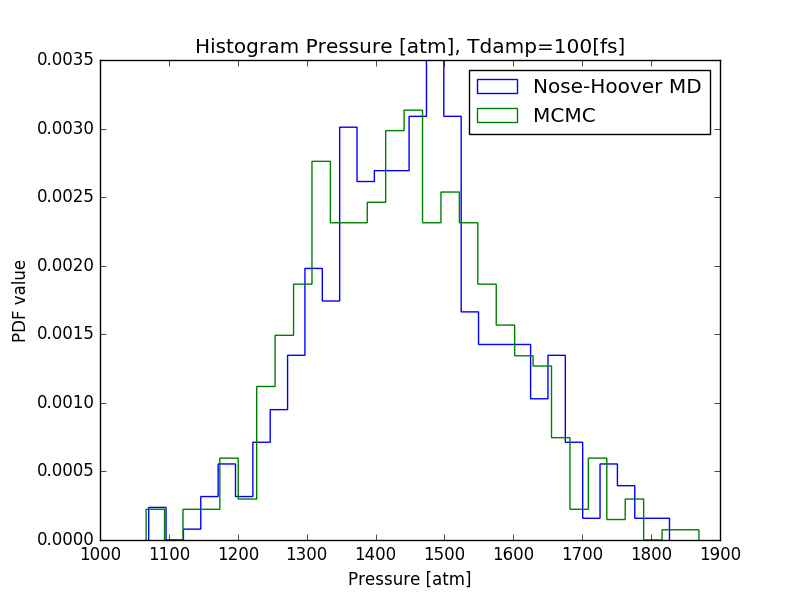 Histogram Pressure [atm], Tdamp=100[fs]
0.0035
0.0030
0.0025
0.0020
0.0015
0.0010
0.0005
0.0000
PDF value
Nose-Hoover MD
MCMC
1000 1100 1200 1300 1400 1500 1600 1700 1800 1900
Pressure [atm]